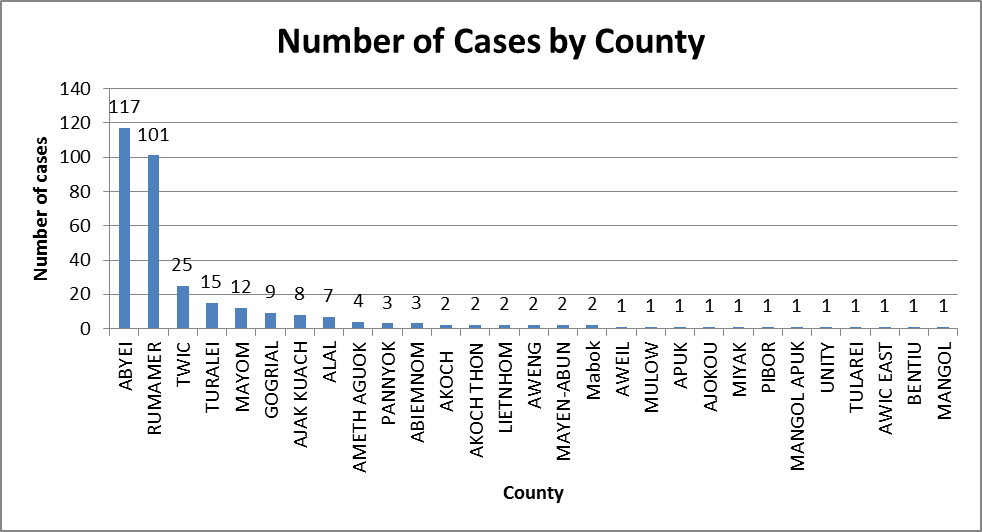 Number of Cases by County
Number of cases
140
120
100
80
60
40
20
0
117
101
25
15
12
9
8
7
4
3
3
2
2
2
2
2
2
1
1
1
1
1
1
1
1
1
1
1
1
ABYEI
RUMAMER
TWIC
TURALEI
MAYOM
GOGRIAL
AJAK KUACH
ALAL
AMETH AGUOK
PANNYOK
ABIEMNOM
AKOCH
AKOCH THON
LIETNHOM
AWENG
MAYEN-ABUN
Mabok
AWEIL
MULOW
APUK
AJOKOU
MIYAK
PIBOR
MANGOL APUK
UNITY
TULAREI
AWIC EAST
BENTIU
MANGOL
County